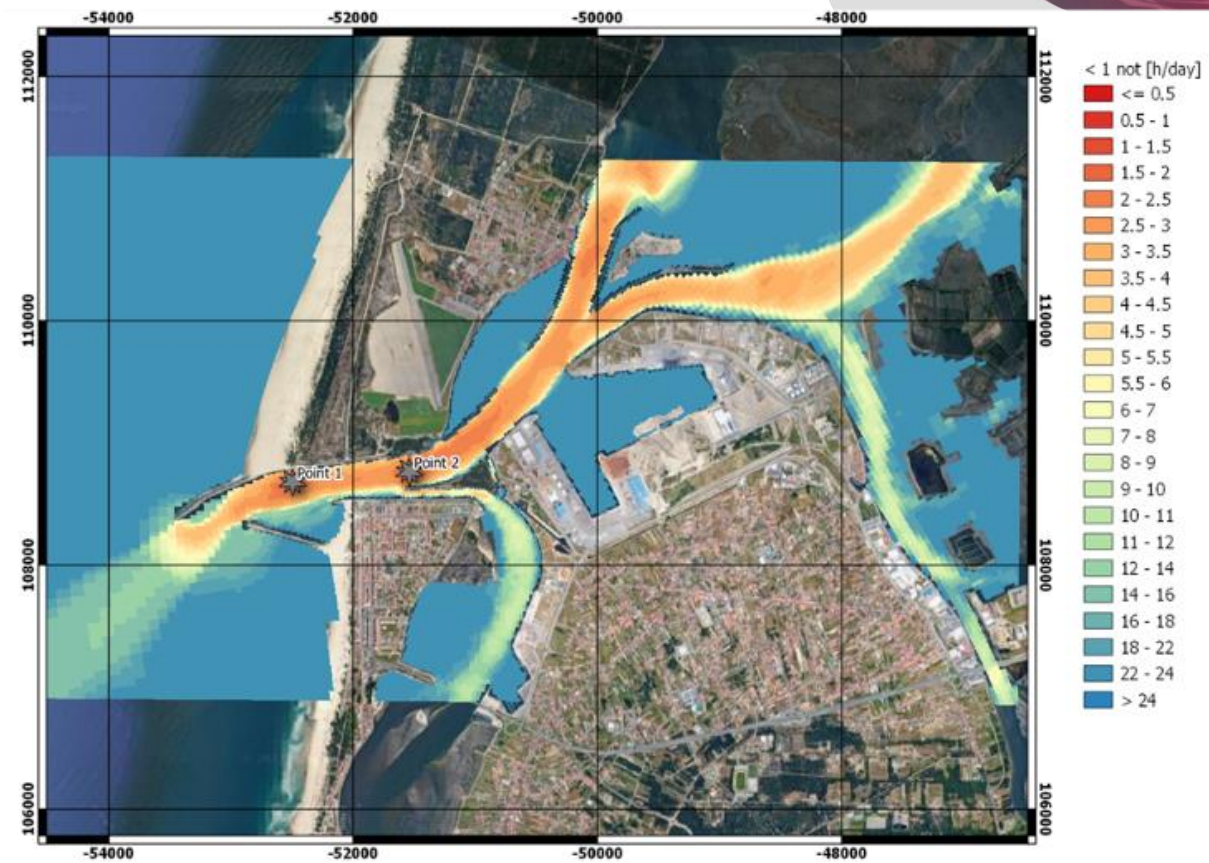 -54000 -52000 -50000 -48000
112000 112000
110000 110000
108000 108000
106000 106000
Point 1
Point 2
-54000 -52000 -50000 -48000
< 1 not [h/day]
<= 0.5
0.5 - 1
1 - 1.5
1.5 - 2
2 - 2.5
2.5 - 3
3 - 3.5
3.5 - 4
4 - 4.5
4.5 - 5
5 - 5.5
5.5 - 6
6 - 7
7 - 8
8 - 9
9 - 10
10 - 11
11 - 12
12 - 14
14 - 16
16 - 18
18 - 22
22 - 24
> 24